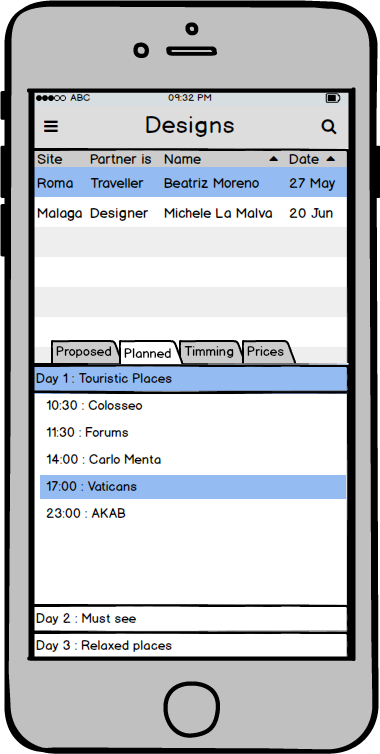 ABC 09:32 PM
Designs
Site Partner is Name Date
Roma Traveller Beatriz Moreno 27 May
Malaga Designer Michele La Malva 20 Jun
Proposed Planned Timming Prices
Day 1 : Touristic Places
10:30 : Colosseo
11:30 : Forums
14:00 : Carlo Menta
17:00 : Vaticans
23:00 : AKAB
Day 2 : Must see
Day 3 : Relaxed places